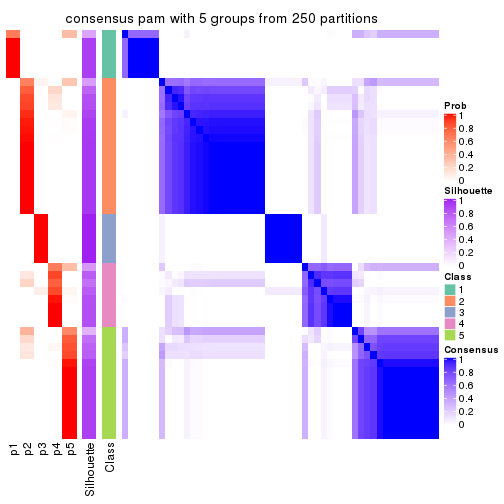 consensus pam with 5 groups from 250 partitions
Prob
1
0.8
0.6
0.4
0.2
0
Silhouette
1
0.8
0.6
0.4
0.2
0
Class
1
2
3
4
5
Consensus
1
0.8
0.6
0.4
0.2
0
p1
p2
p3
p4
p5
Silhouette
Class